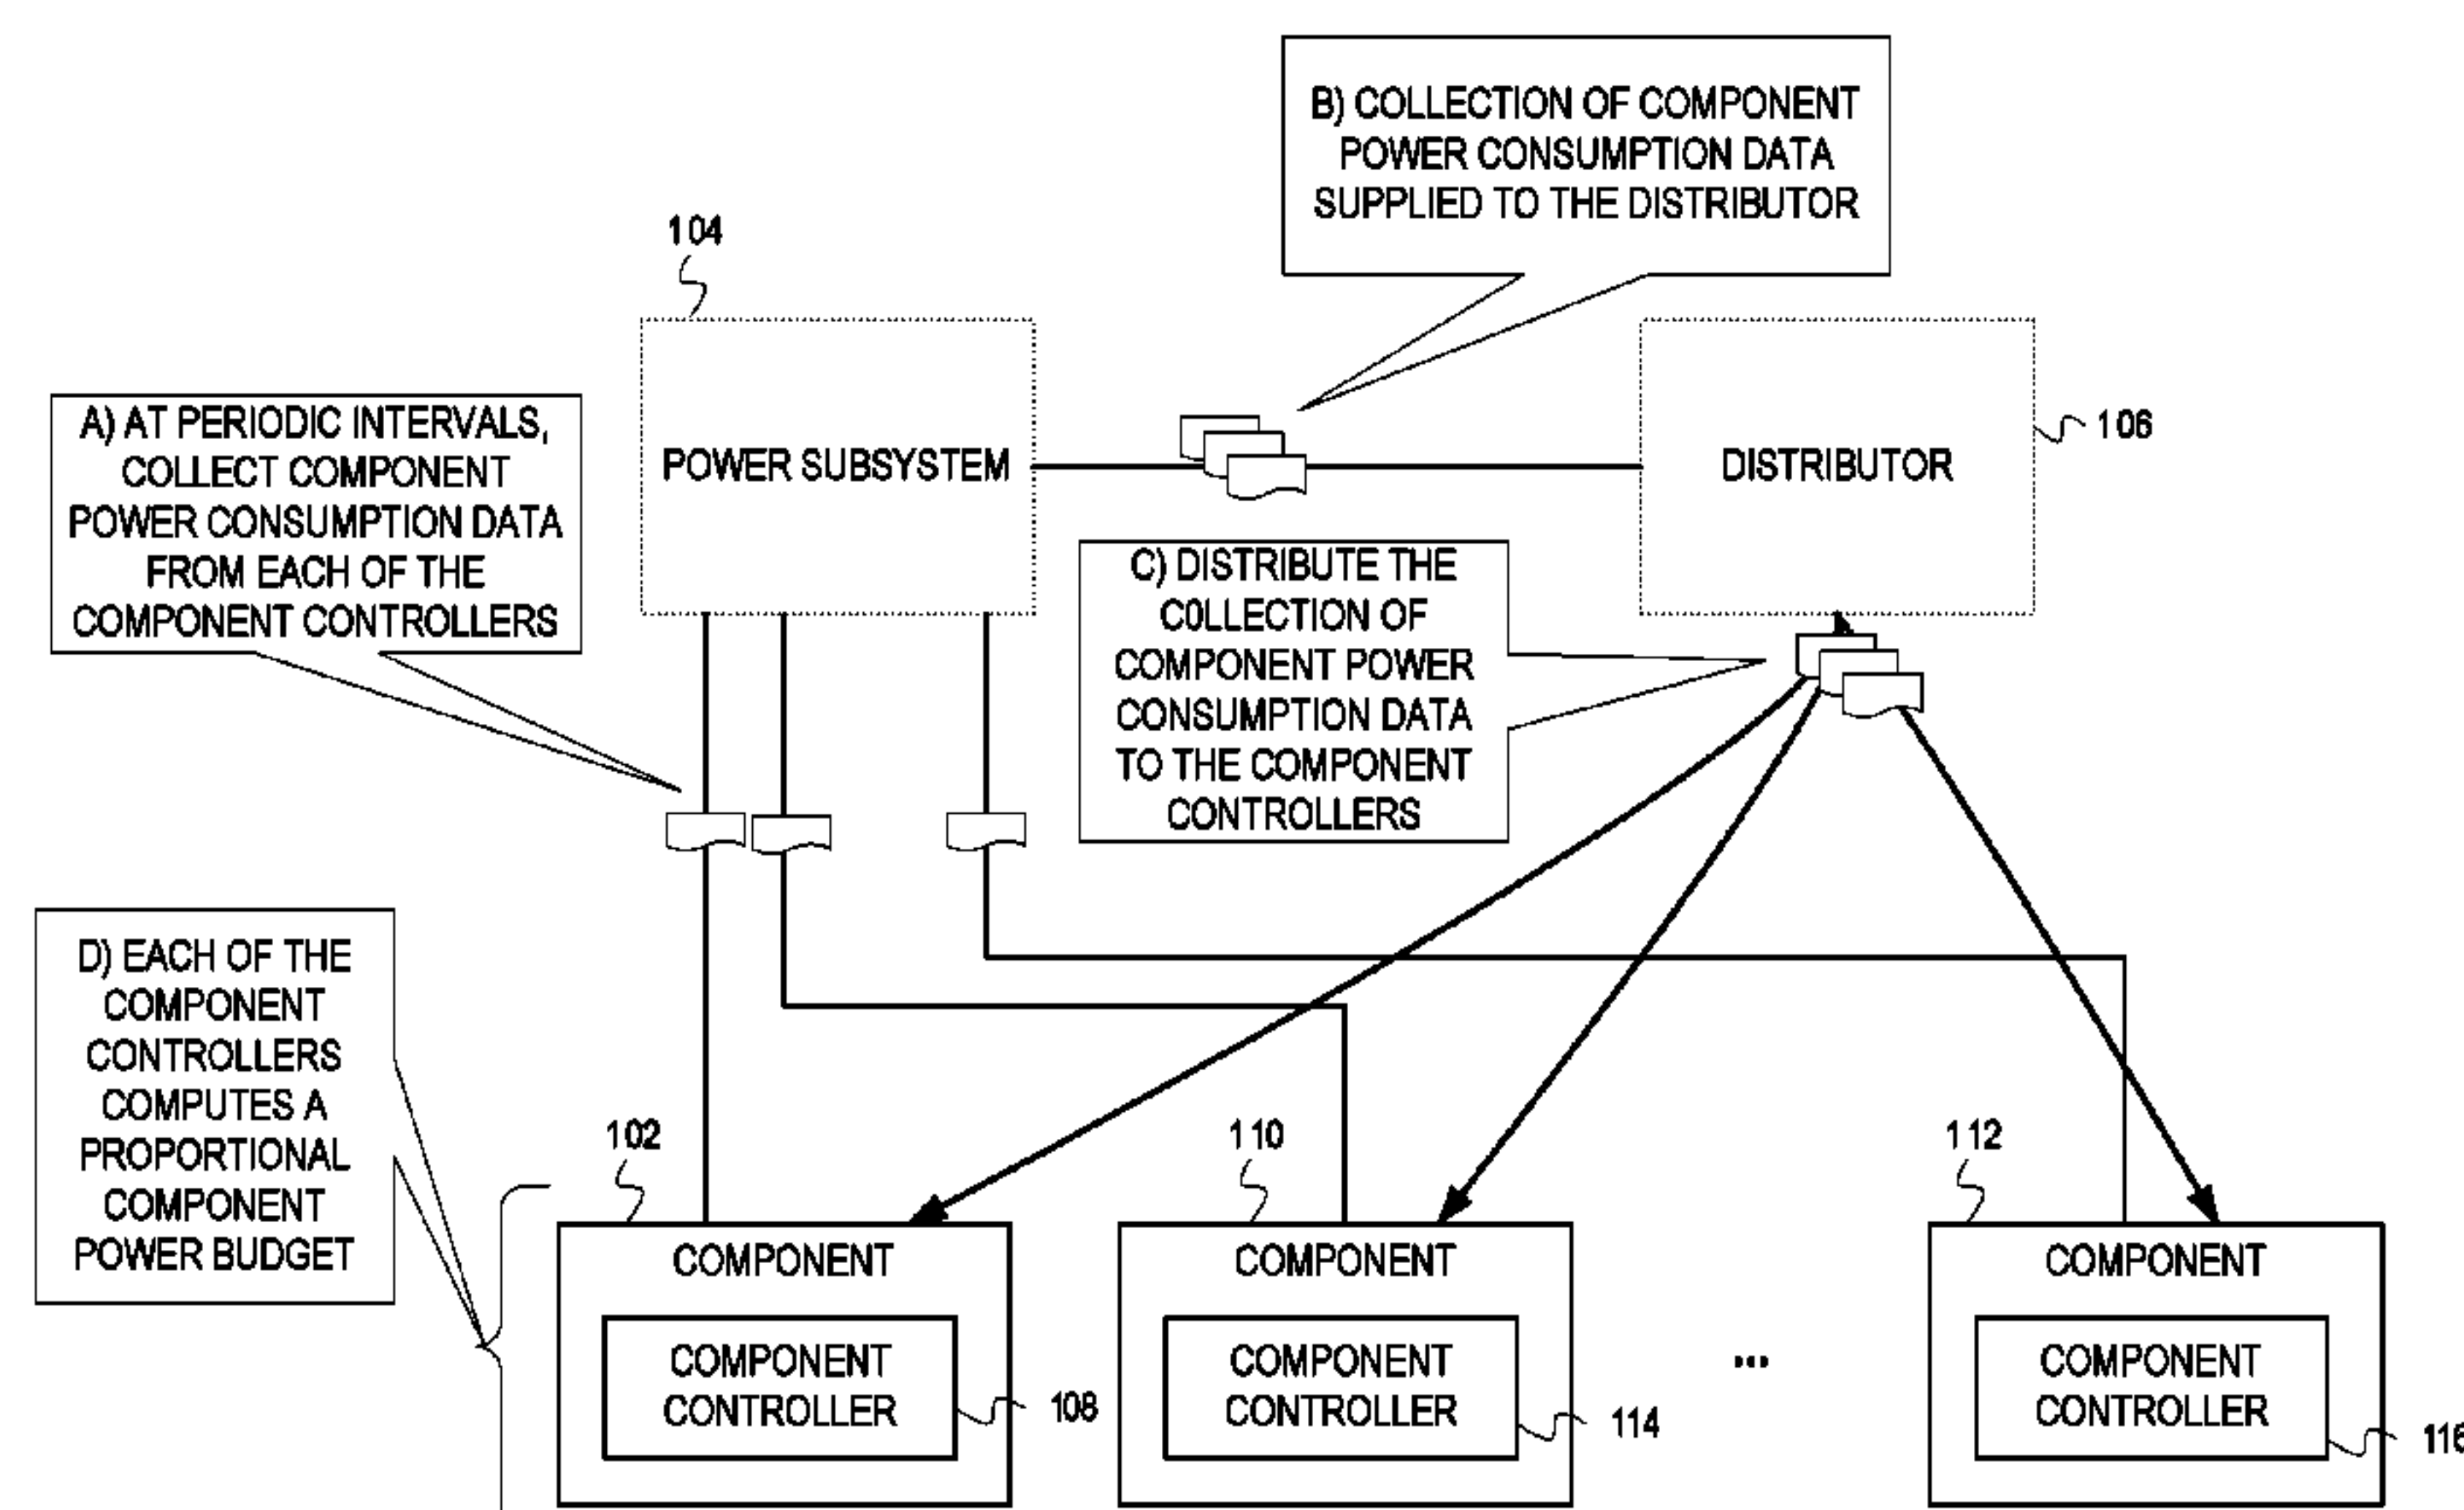 B) COLLECTION OF COMPONENT
POWER CONSUMPTION DATA
SUPPLIED TO THE DISTRIBUTOR
104
A) AT PERIODIC INTERVALS,
COLLECT COMPONENT
POWER CONSUMPTION DATA
FROM EACH OF THE
COMPONENT CONTROLLERS
POWER SUBSYSTEM
DISTRIBUTOR
106
C) DISTRIBUTE THE
C0LLECTION OF
COMPONENT POWER
CONSUMPTION DATA
TO THE COMPONENT
CONTROLLERS
D) EACH OF THE
COMPONENT
CONTROLLERS
COMPUTES A
PROPORTIONAL
COMPONENT
POWER BUDGET
102
110
112
COMPONENT
COMPONENT
CONTROLLER
108
COMPONENT
COMPONENT
CONTROLLER
114
...
COMPONENT
COMPONENT
CONTROLLER
116